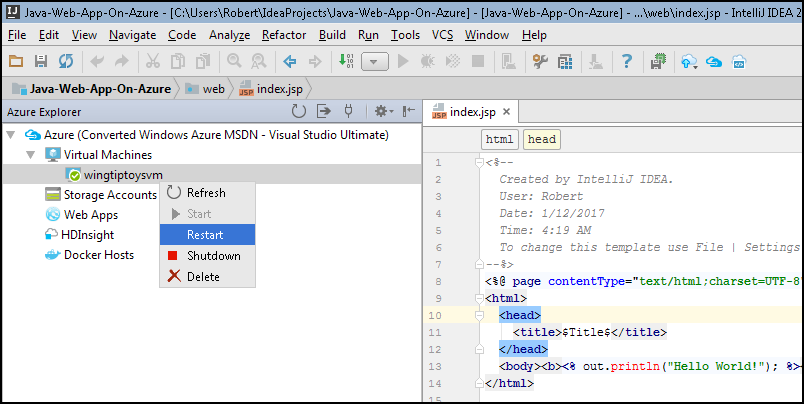 Java-Web-App-On-Azure - [C:\Users\Robert\IdeaProjects\Java-Web-App-On-Azure] - [Java-Web-App-On-Azure] - ...\web\index.jsp - IntelliJ IDEA 2
File Edit View Navigate Code Analyze Refactor Build Run Tools VCS Window Help
Java-Web-App-On-Azure web index.jsp
Azure Explorer
Azure (Converted Windows Azure MSDN - Visual Studio Ultimate)
Virtual Machines
wingtiptoysvm
Storage Accounts
Web Apps
HDInsight
Docker Hosts
Refresh
Start
Restart
Shutdown
Delete
index.jsp
html head
1 <%--
2 Created by IntelliJ IDEA.
3 User: Robert
4 Date: 1/12/2017
5 Time: 4:19 AM
6 To change this template use File | Settings
7 --%>
8 <%@ page contentType="text/html;charset=UTF-8
9 <html>
10 <head>
11 <title>$Title$</title>
12 </head>
13 <body><b><% out.println("Hello World!"); %><
14 </html>